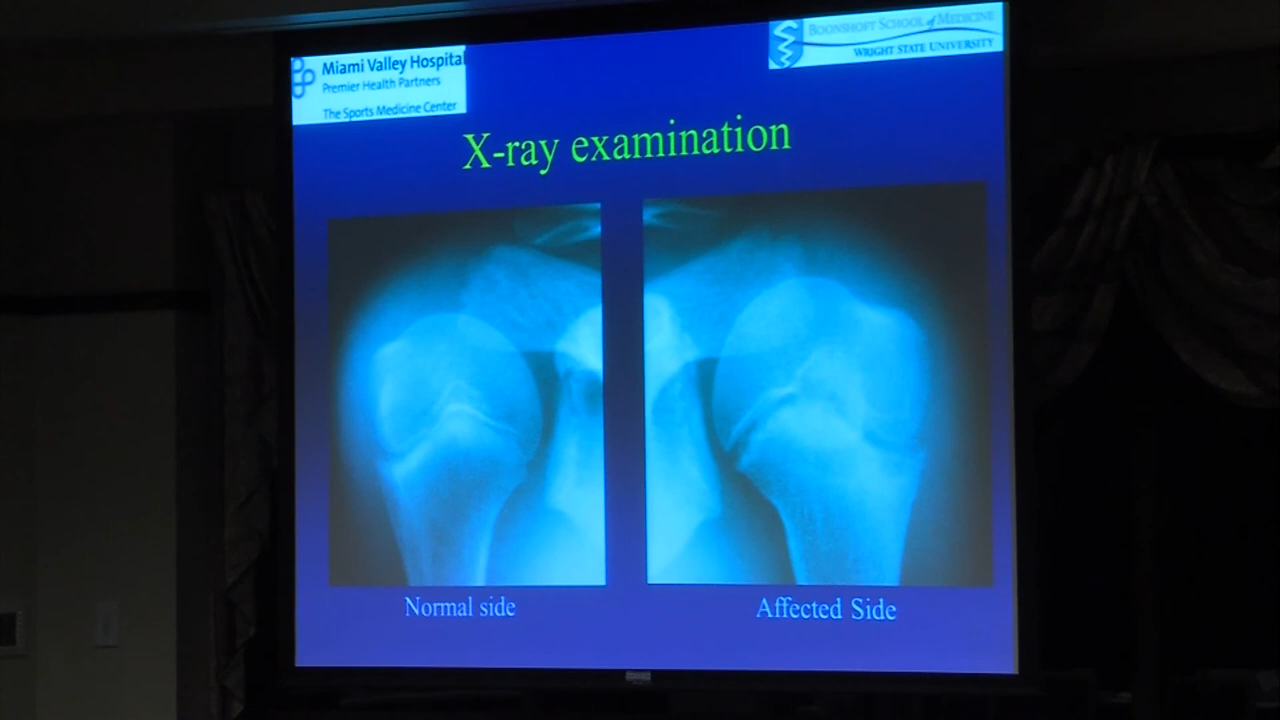 Miami Valley Hospital
Premier Health Partners
The Sports Medicine Center
BOONSHOFT SCHOOL of MEDICINE
WRIGHT STATE UNIVERSITY
X-ray examination
Normal side
Affected Side